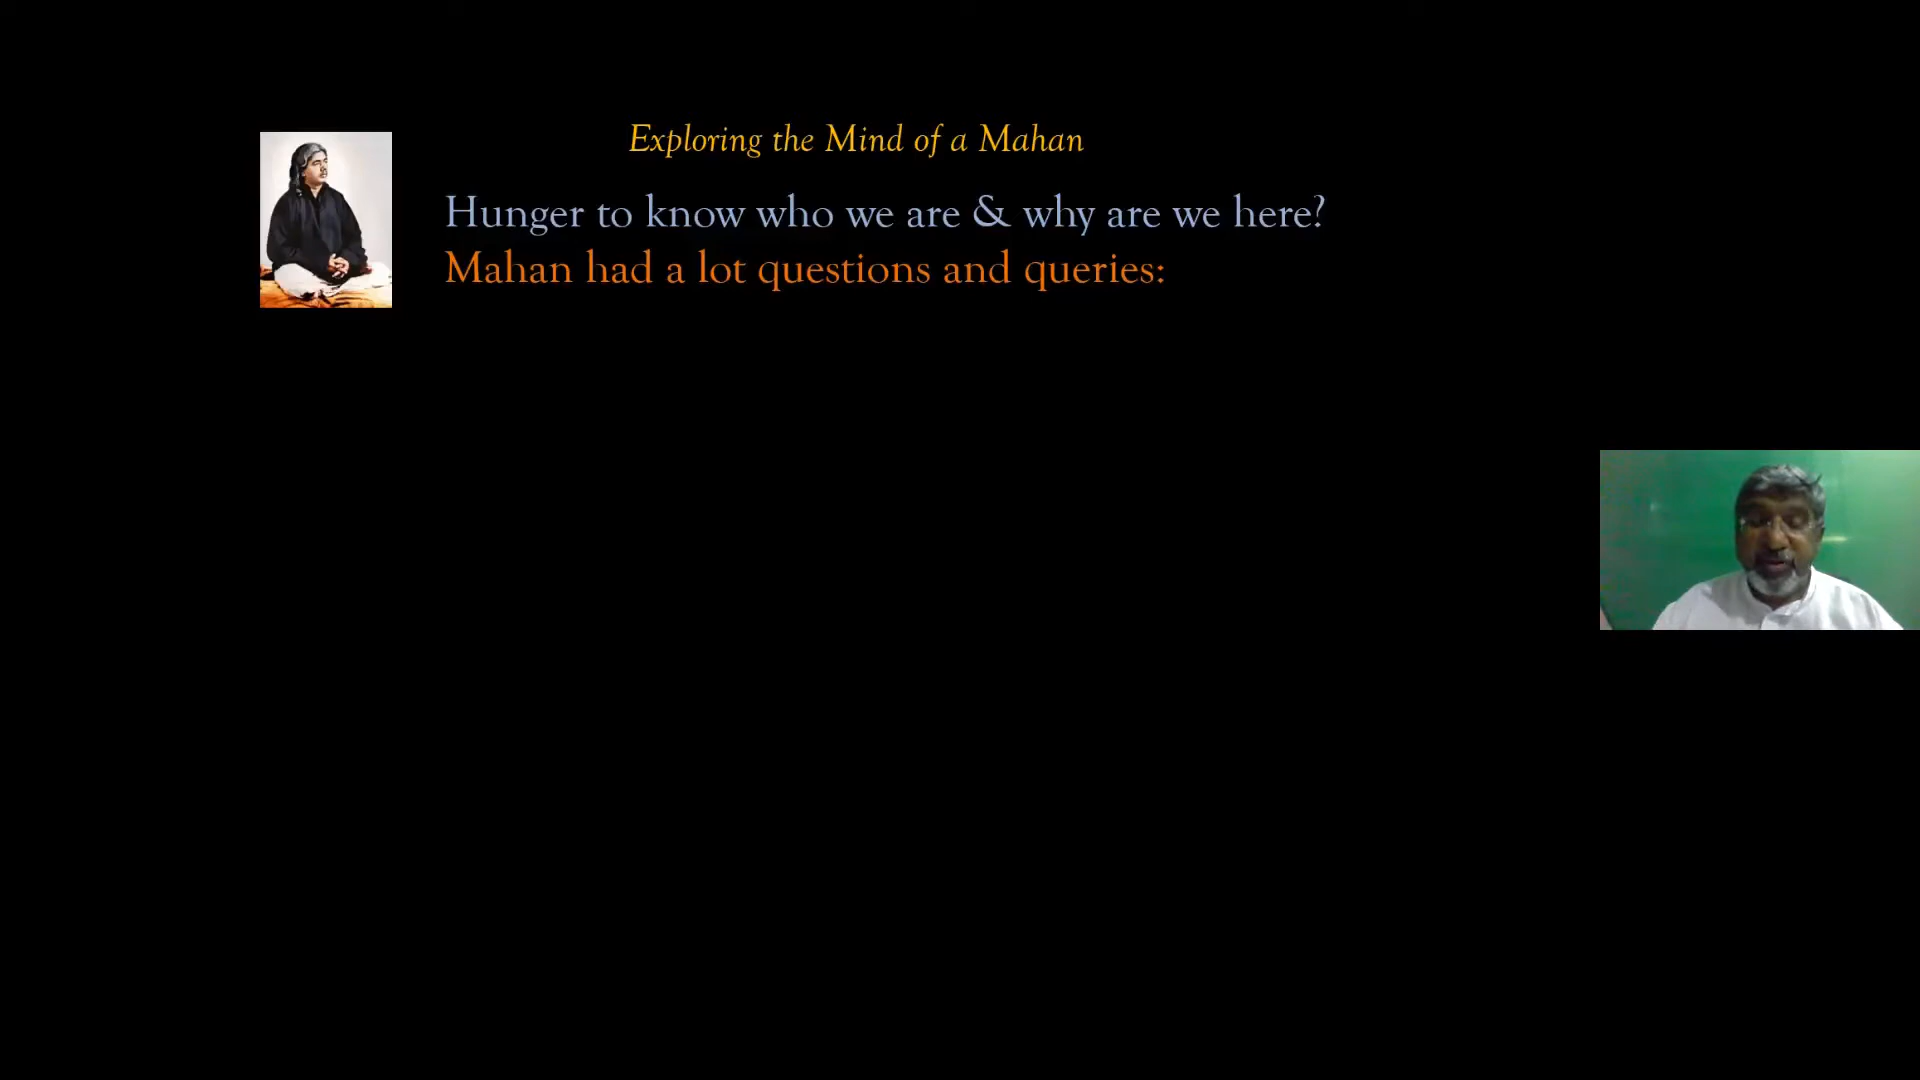 Exploring the Mind of a Mahan
Hunger to know who we are & why are we here?
Mahan had a lot questions and queries: